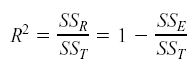 R² = SS_R / SS_T = 1 − SS_E / SS_T